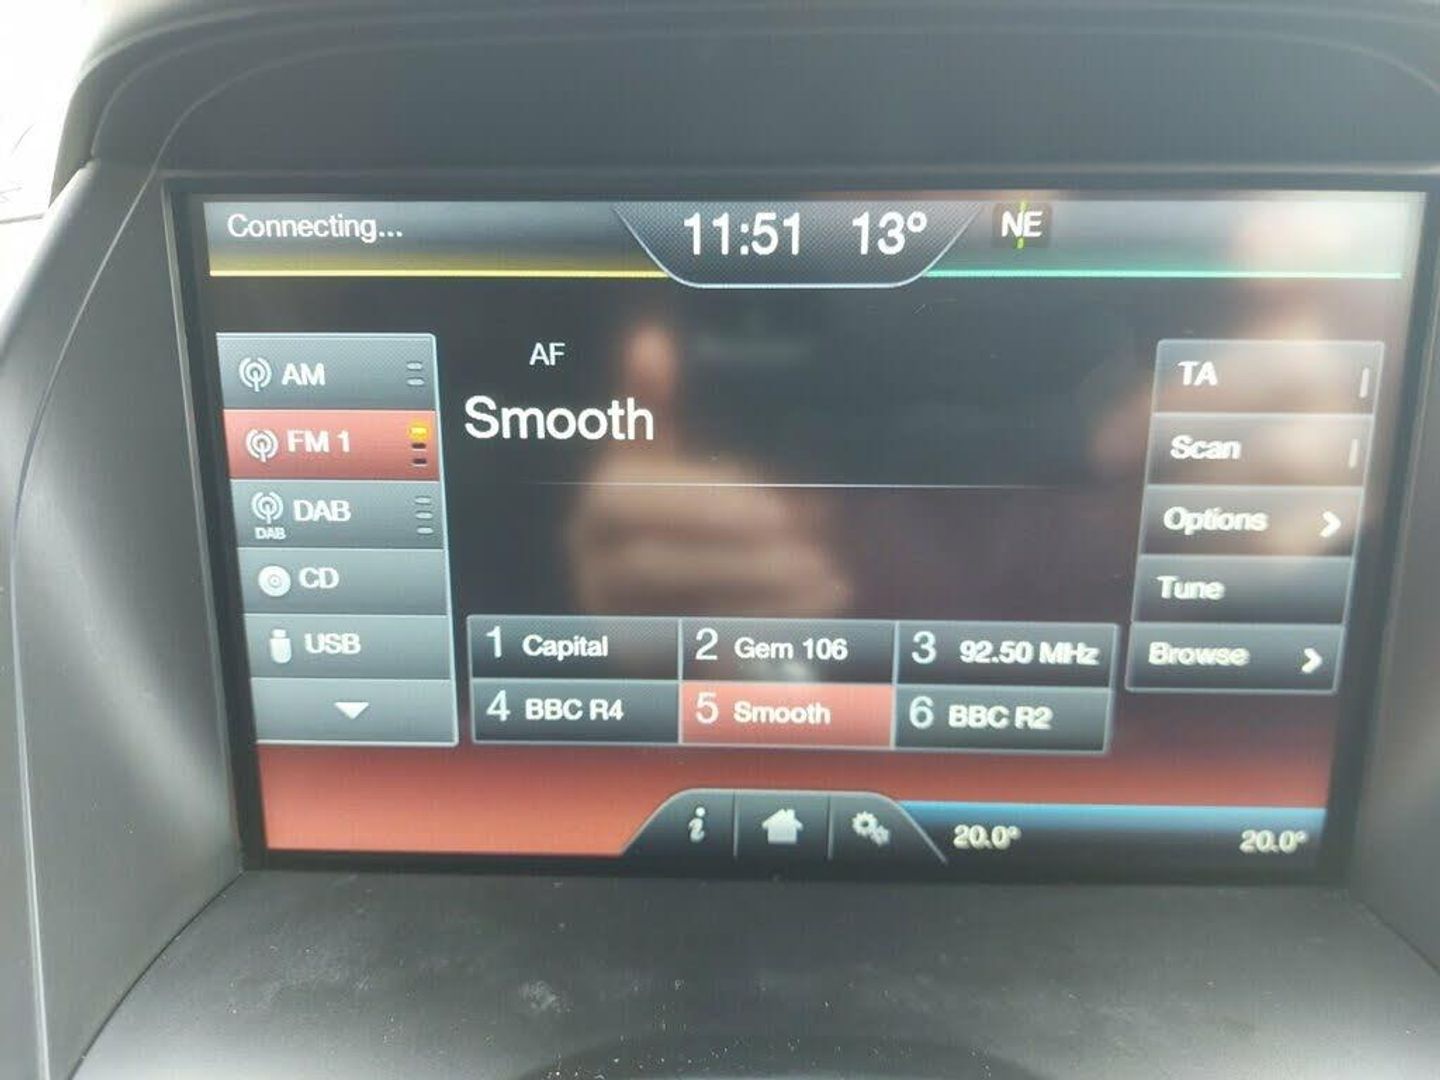 Connecting...
11:51 13° NE
AF
Smooth
AM
FM 1
DAB
DAB
CD
USB
TA
Scan
Options
Tune
Browse
1 Capital
2 Gem 106
3 92.50 MHz
4 BBC R4
5 Smooth
6 BBC R2
i
20.0°
20.0°